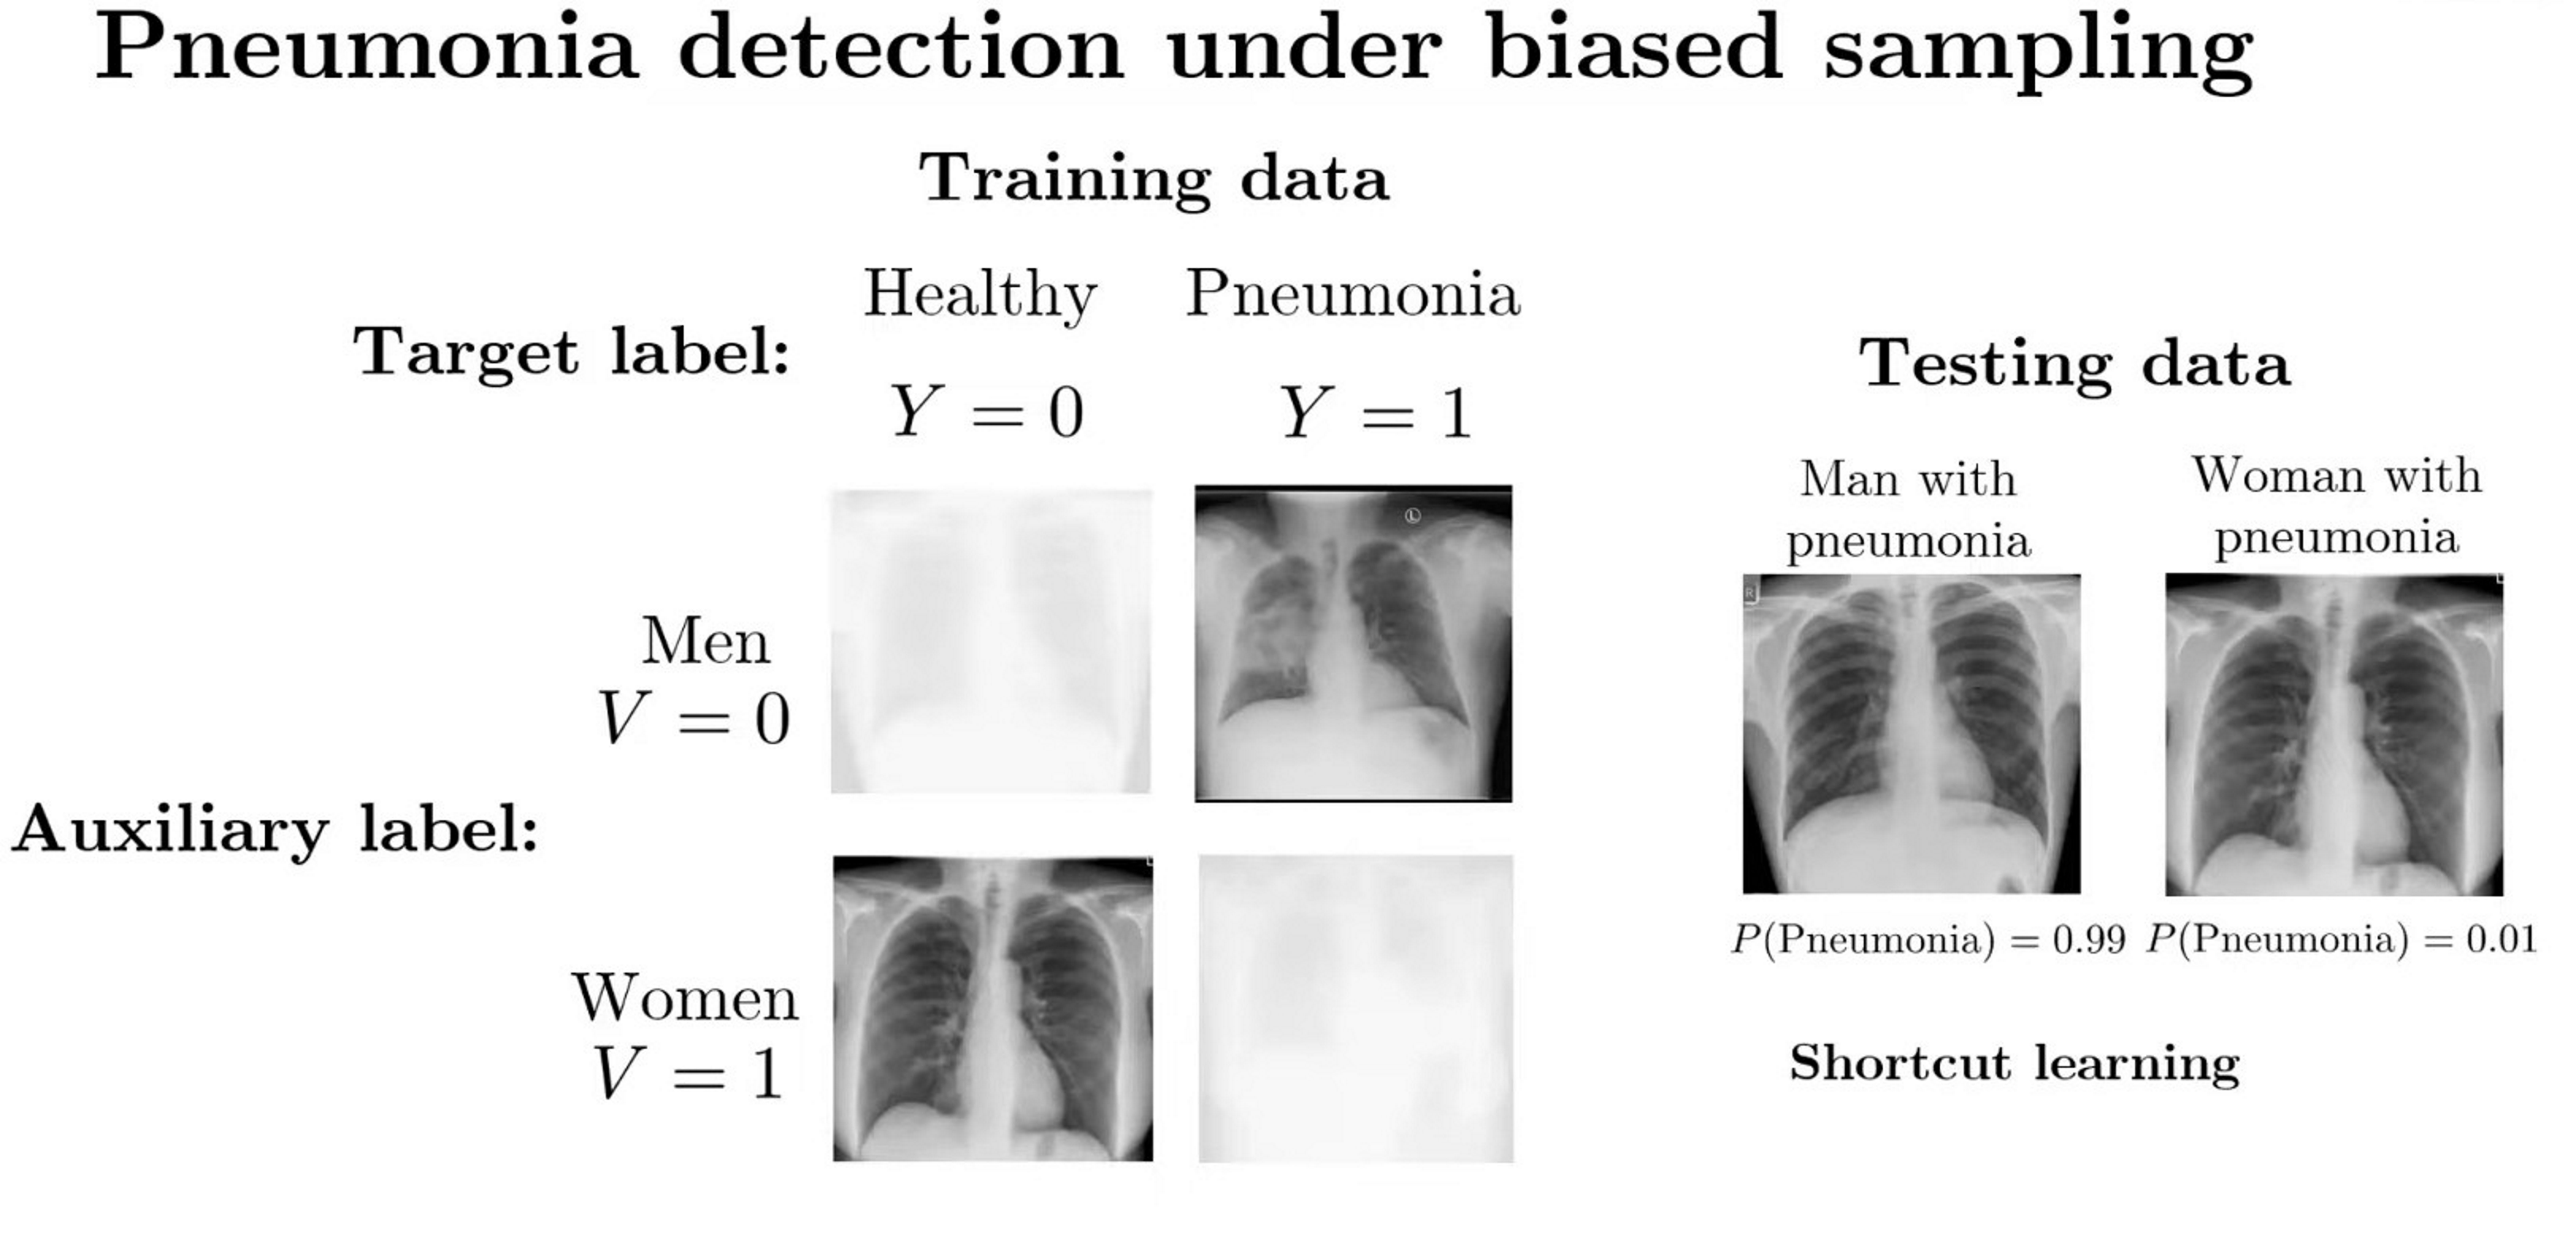 Pneumonia detection under biased sampling
Training data
Target label:
Healthy Pneumonia
Y = 0 Y = 1
Auxiliary label:
Men
V = 0
L
Women
V = 1
Testing data
Man with
pneumonia
R
P(Pneumonia) = 0.99
Woman with
pneumonia
P(Pneumonia) = 0.01
Shortcut learning